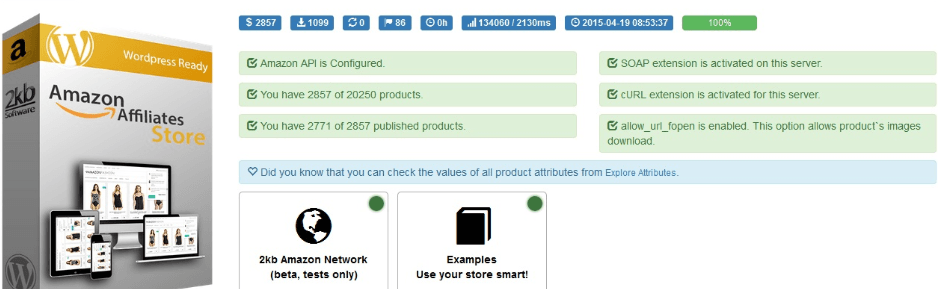 $ 2857
1099
0
86
0h
134060 / 2130ms
2015-04-19 08:53:37
100%
a
Wordpress Ready
2kb
Software
Amazon
Affiliates
Store
Amazon API is Configured.
SOAP extension is activated on this server.
You have 2857 of 20250 products.
cURL extension is activated for this server.
You have 2771 of 2857 published products.
allow_url_fopen is enabled. This option allows product`s images
download.
Did you know that you can check the values of all product attributes from Explore Attributes.
2kb Amazon Network
(beta, tests only)
Examples
Use your store smart!